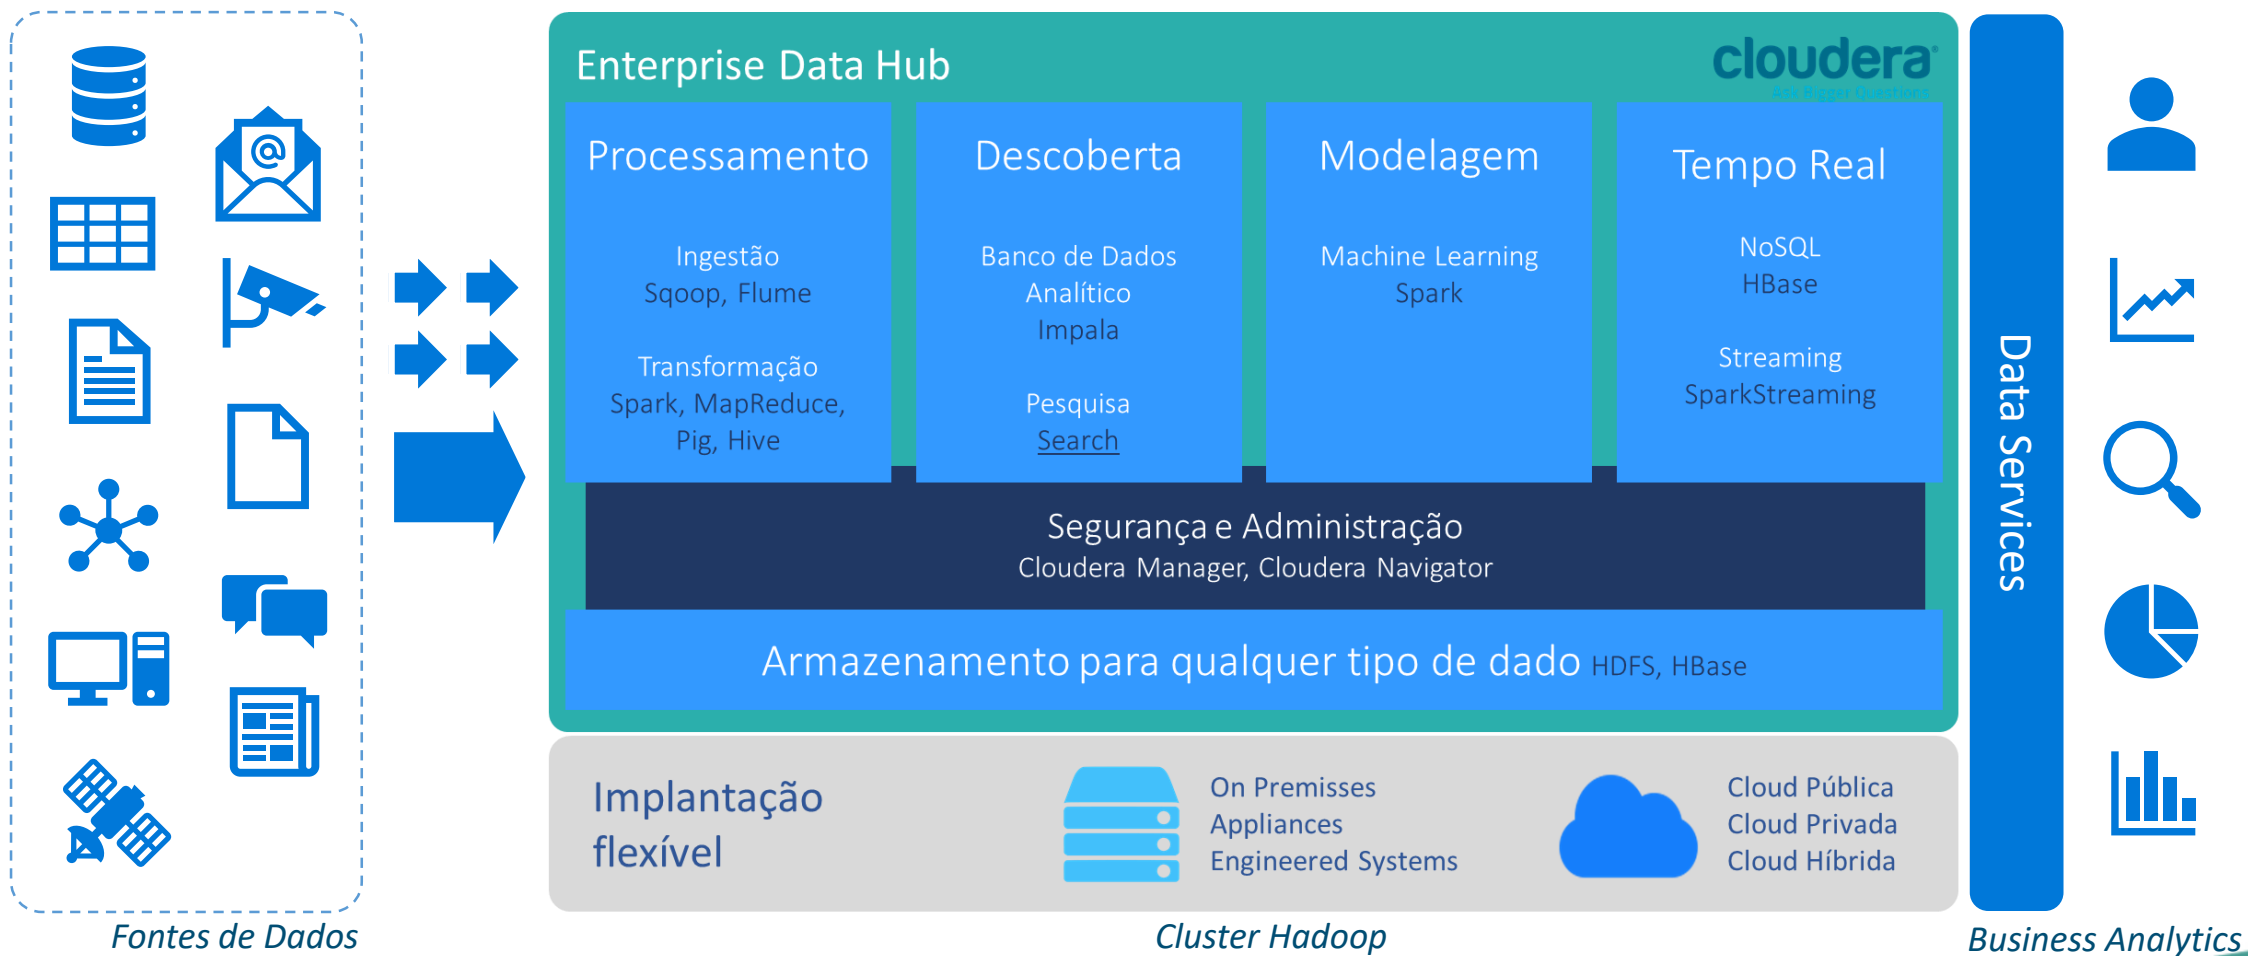 Enterprise Data Hub
cloudera
Ask Bigger Questions
Processamento
Ingestão
Sqoop, Flume
Transformação
Spark, MapReduce,
Pig, Hive
Descoberta
Banco de Dados
Analítico
Impala
Pesquisa
Search
Modelagem
Machine Learning
Spark
Tempo Real
NoSQL
HBase
Streaming
SparkStreaming
Segurança e Administração
Cloudera Manager, Cloudera Navigator
Armazenamento para qualquer tipo de dado HDFS, HBase
Implantação
flexível
On Premisses
Appliances
Engineered Systems
Cloud Pública
Cloud Privada
Cloud Híbrida
Data Services
@
Fontes de Dados
Cluster Hadoop
Business Analytics